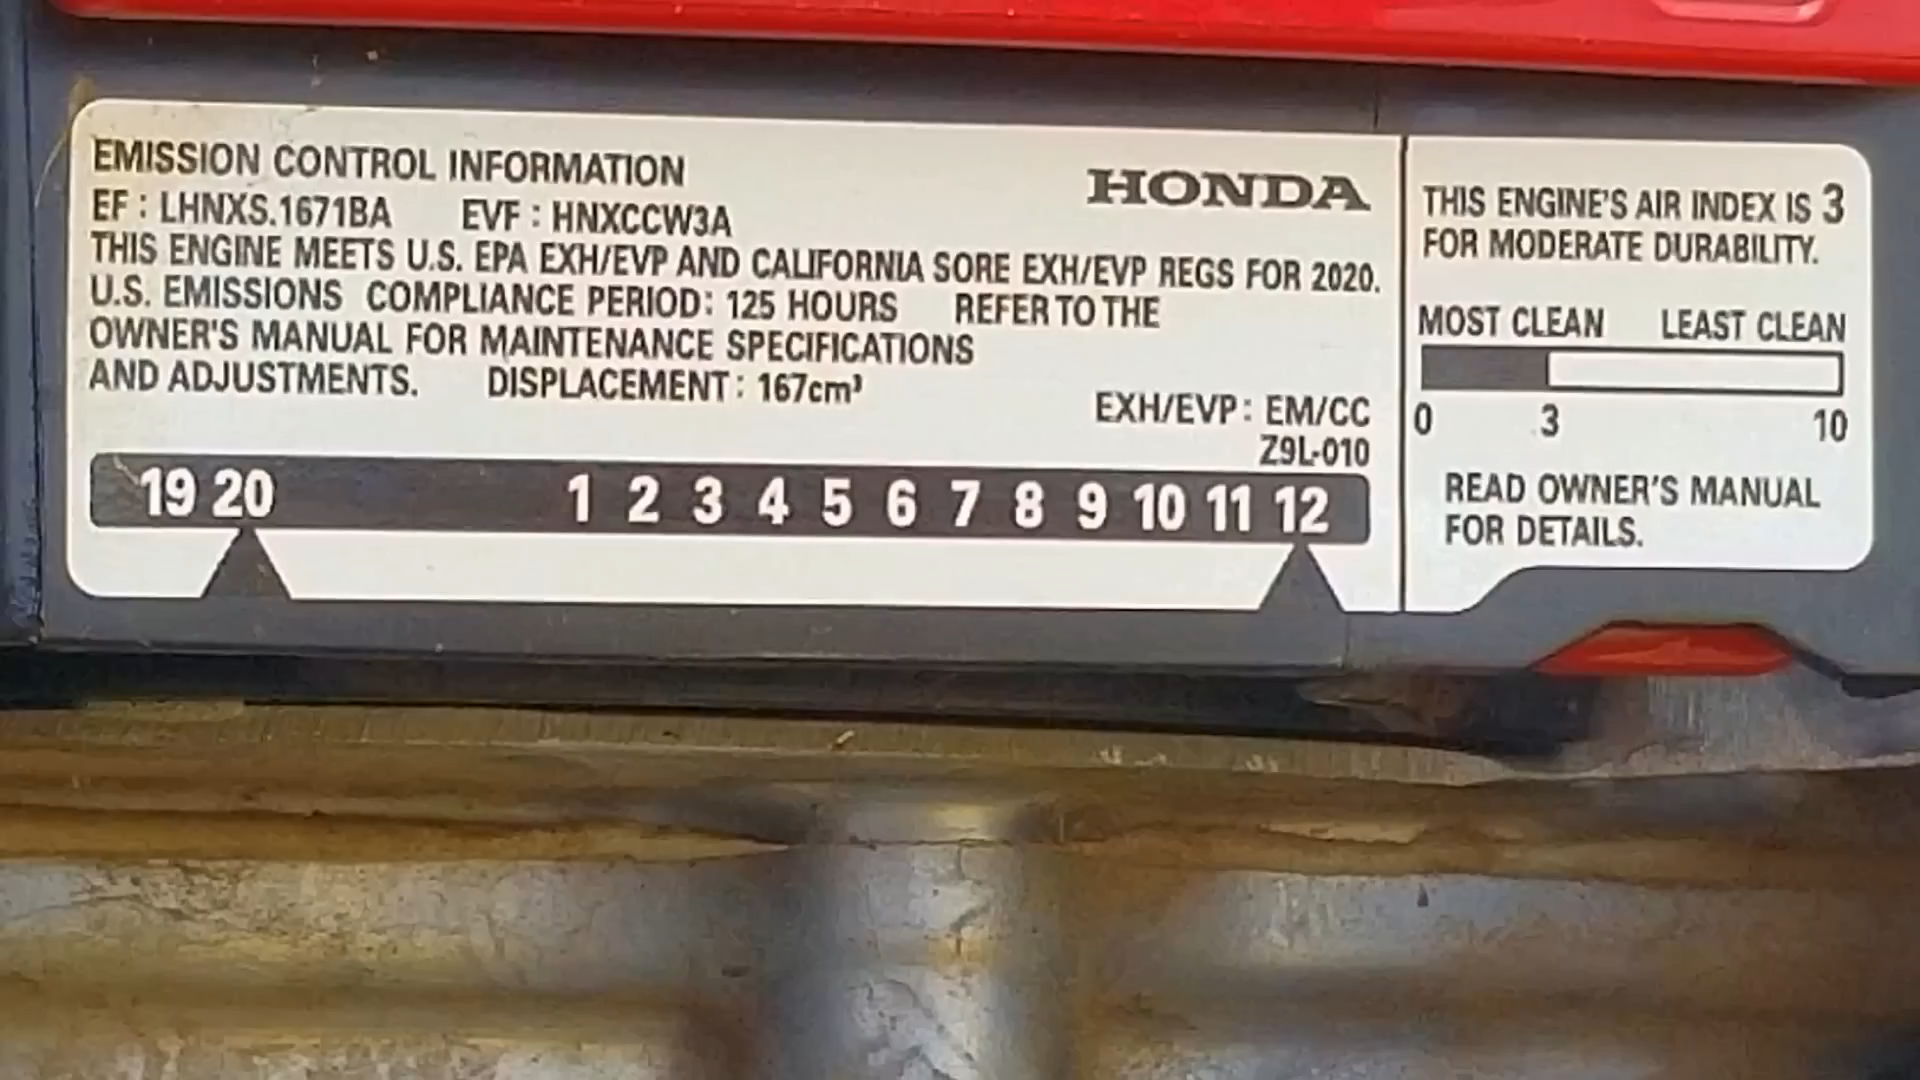 EMISSION CONTROL INFORMATION
HONDA
EF : LHNXS.1671BA EVF : HNXCCW3A
THIS ENGINE MEETS U.S. EPA EXH/EVP AND CALIFORNIA SORE EXH/EVP REGS FOR 2020.
U.S. EMISSIONS COMPLIANCE PERIOD: 125 HOURS REFER TO THE
OWNER'S MANUAL FOR MAINTENANCE SPECIFICATIONS
AND ADJUSTMENTS. DISPLACEMENT : 167cm³
EXH/EVP : EM/CC
Z9L-010
19 20 1 2 3 4 5 6 7 8 9 10 11 12
THIS ENGINE'S AIR INDEX IS 3
FOR MODERATE DURABILITY.
MOST CLEAN LEAST CLEAN
0 3 10
READ OWNER'S MANUAL
FOR DETAILS.